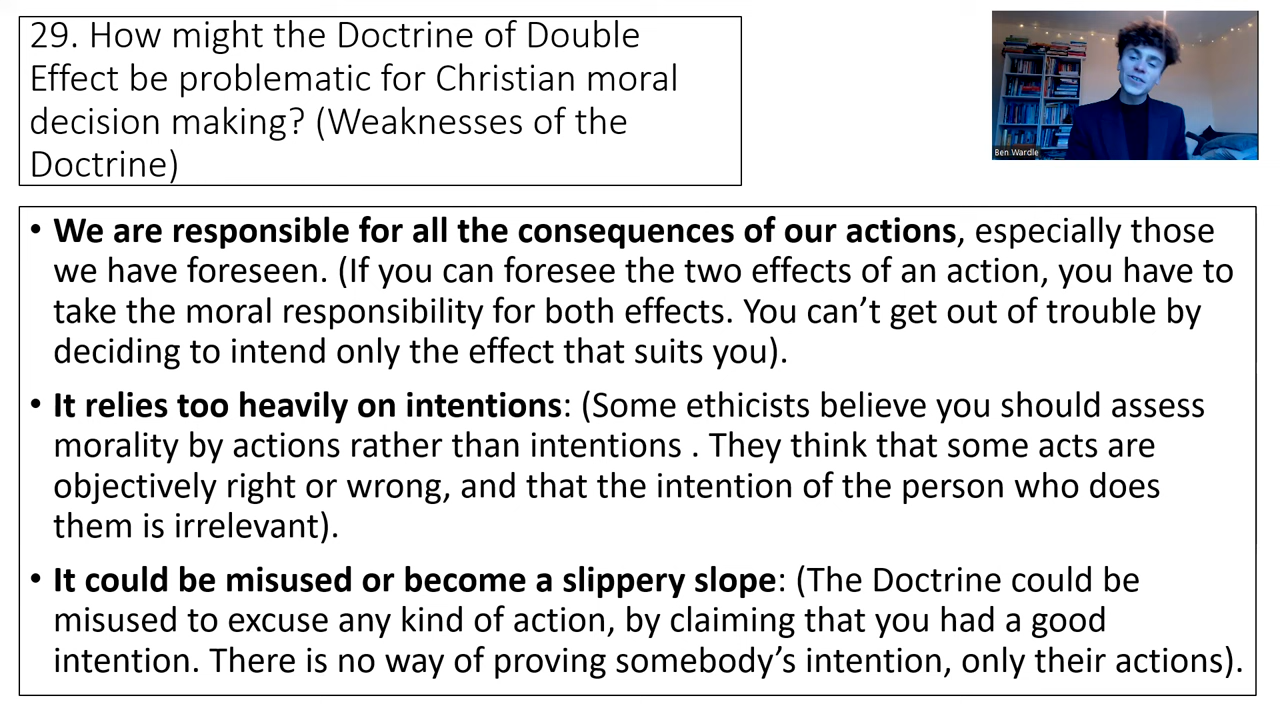 29. How might the Doctrine of Double
Effect be problematic for Christian moral
decision making? (Weaknesses of the
Doctrine)
Ben Wardle
• We are responsible for all the consequences of our actions, especially those
we have foreseen. (If you can foresee the two effects of an action, you have to
take the moral responsibility for both effects. You can’t get out of trouble by
deciding to intend only the effect that suits you).
• It relies too heavily on intentions: (Some ethicists believe you should assess
morality by actions rather than intentions . They think that some acts are
objectively right or wrong, and that the intention of the person who does
them is irrelevant).
• It could be misused or become a slippery slope: (The Doctrine could be
misused to excuse any kind of action, by claiming that you had a good
intention. There is no way of proving somebody’s intention, only their actions).